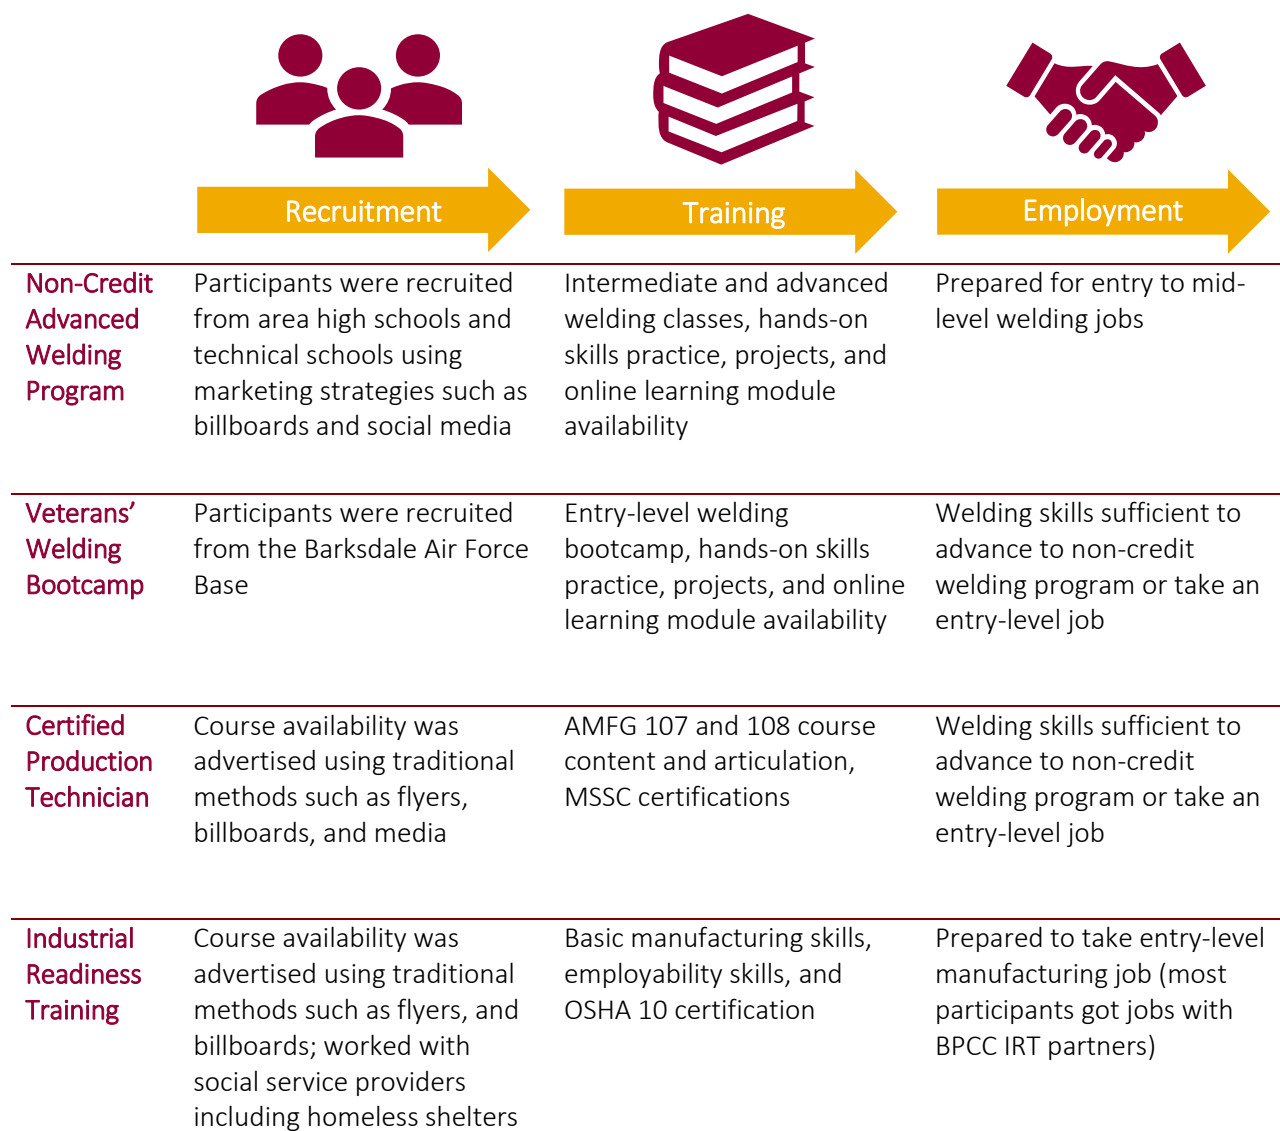 Recruitment
Training
Employment
Non-Credit
Advanced
Welding
Program
Participants were recruited
from area high schools and
technical schools using
marketing strategies such as
billboards and social media
Intermediate and advanced
welding classes, hands-on
skills practice, projects, and
online learning module
availability
Prepared for entry to mid-
level welding jobs
Veterans’
Welding
Bootcamp
Participants were recruited
from the Barksdale Air Force
Base
Entry-level welding
bootcamp, hands-on skills
practice, projects, and online
learning module availability
Welding skills sufficient to
advance to non-credit
welding program or take an
entry-level job
Certified
Production
Technician
Course availability was
advertised using traditional
methods such as flyers,
billboards, and media
AMFG 107 and 108 course
content and articulation,
MSSC certifications
Welding skills sufficient to
advance to non-credit
welding program or take an
entry-level job
Industrial
Readiness
Training
Course availability was
advertised using traditional
methods such as flyers, and
billboards; worked with
social service providers
including homeless shelters
Basic manufacturing skills,
employability skills, and
OSHA 10 certification
Prepared to take entry-level
manufacturing job (most
participants got jobs with
BPCC IRT partners)